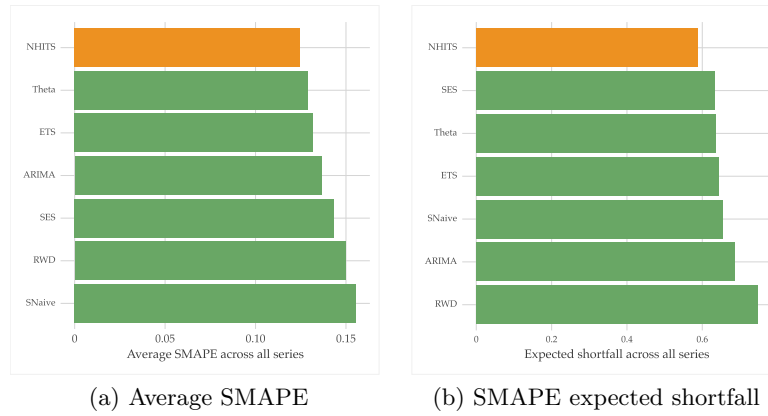 NHITS
Theta
ETS
ARIMA
SES
RWD
SNaive
0 0.05 0.10 0.15
Average SMAPE across all series
(a) Average SMAPE
NHITS
SES
Theta
ETS
SNaive
ARIMA
RWD
0 0.2 0.4 0.6
Expected shortfall across all series
(b) SMAPE expected shortfall